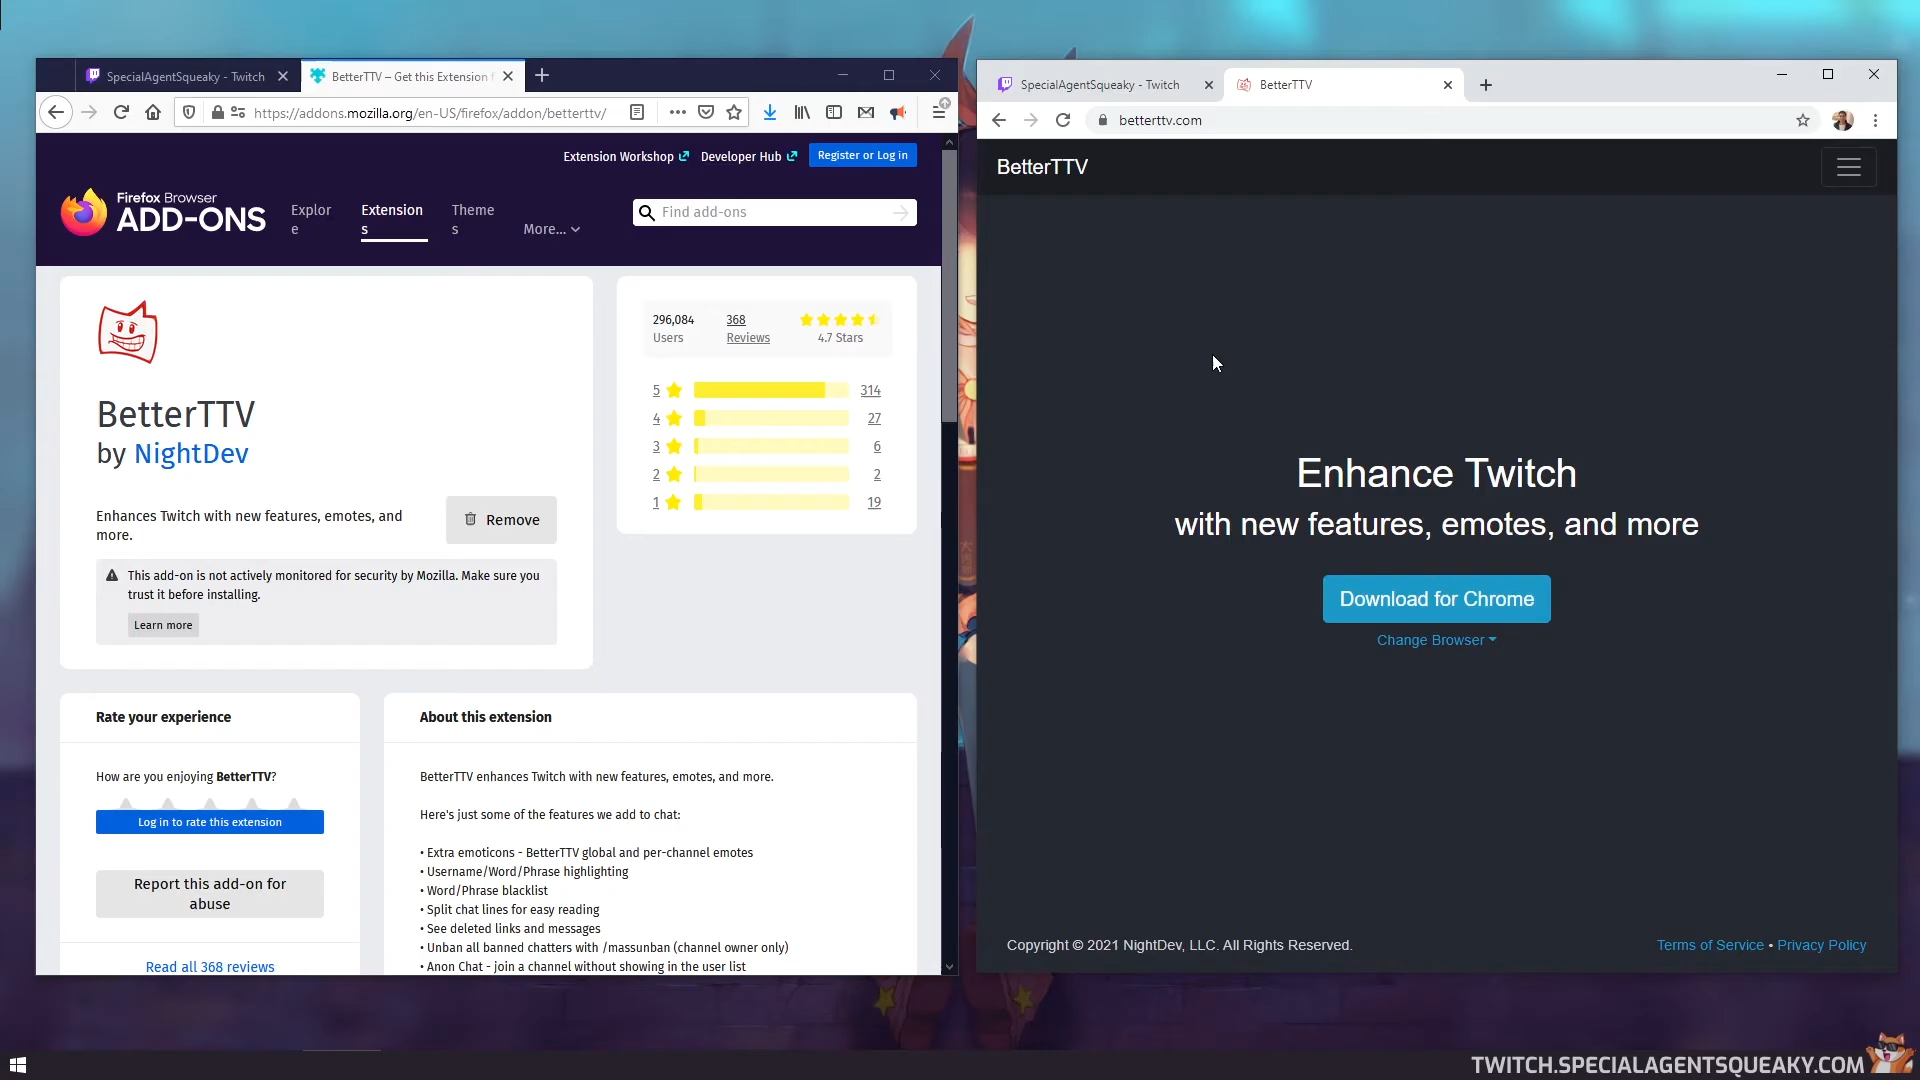 SpecialAgentSqueaky - Twitch
BetterTTV – Get this Extension f
https://addons.mozilla.org/en-US/firefox/addon/betterttv/
Extension Workshop
Developer Hub
Register or Log in
Firefox Browser
ADD-ONS
Explor
e
Extension
s
Theme
s
More...
Find add-ons
BetterTTV
by NightDev
Enhances Twitch with new features, emotes, and
more.
Remove
This add-on is not actively monitored for security by Mozilla. Make sure you
trust it before installing.
Learn more
296,084
Users
368
Reviews
4.7 Stars
5 314
4 27
3 6
2 2
1 19
Rate your experience
How are you enjoying BetterTTV?
Log in to rate this extension
Report this add-on for
abuse
Read all 368 reviews
About this extension
BetterTTV enhances Twitch with new features, emotes, and more.
Here's just some of the features we add to chat:
• Extra emoticons - BetterTTV global and per-channel emotes
• Username/Word/Phrase highlighting
• Word/Phrase blacklist
• Split chat lines for easy reading
• See deleted links and messages
• Unban all banned chatters with /massunban (channel owner only)
• Anon Chat - join a channel without showing in the user list
SpecialAgentSqueaky - Twitch
BetterTTV
betterttv.com
BetterTTV
Enhance Twitch
with new features, emotes, and more
Download for Chrome
Change Browser
Copyright © 2021 NightDev, LLC. All Rights Reserved.
Terms of Service • Privacy Policy
TWITCH.SPECIALAGENTSQUEAKY.COM